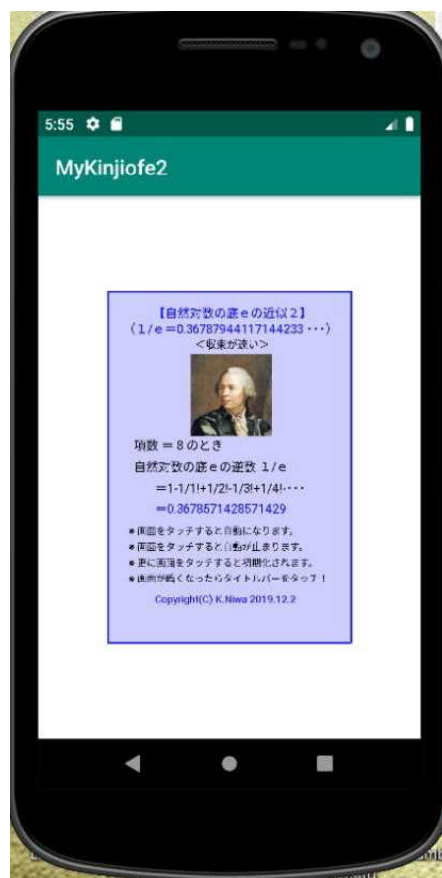 5:55
MyKinjiofe2
【自然対数の底eの近似2】
(1/e=0.36787944117144233･･･)
<収束が速い>
項数 = 8 のとき
自然対数の底eの逆数 1/e
=1-1/1!+1/2!-1/3!+1/4!-･･･
=0.3678571428571429
*画面をタッチすると自動になります。
*画面をタッチすると自動が止まります。
*更に画面をタッチすると初期化されます。
*画面が暗くなったらタイトルバーをタッチ！
Copyright(C) K.Niwa 2019.12.2